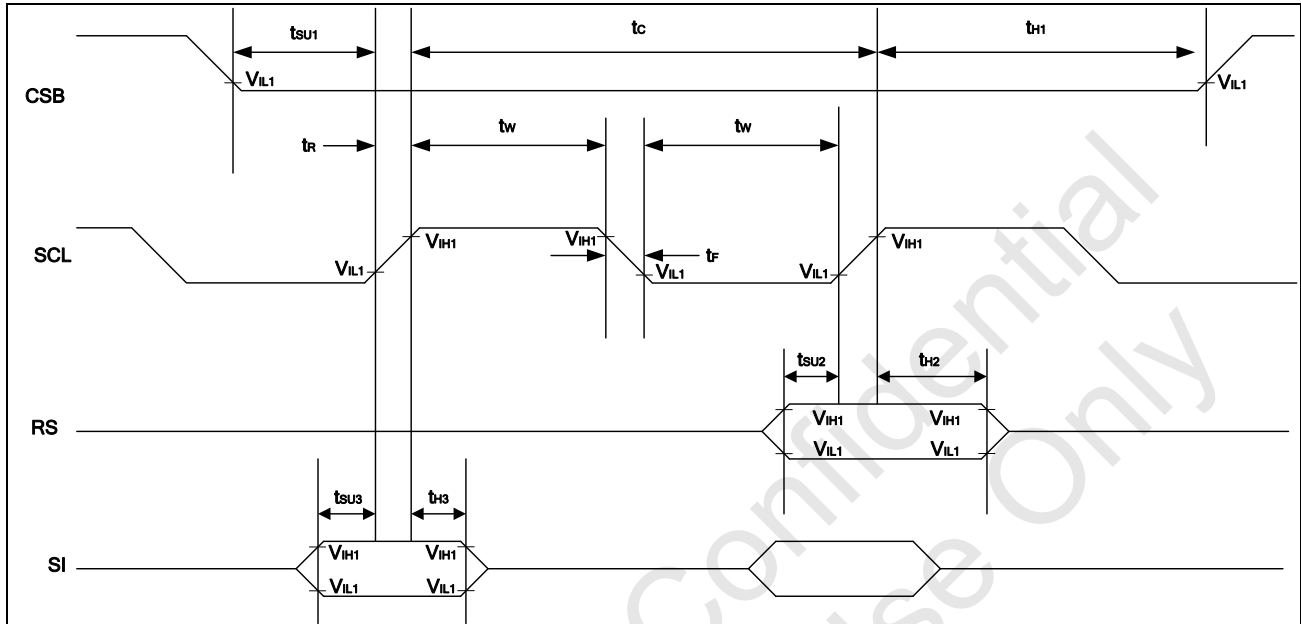 tSU1 tC tH1
VIL1 VIL1
CSB
tW tW
tR
VIH1 VIH1 VIH1
SCL
VIL1 tF VIL1 VIL1
tSU2 tH2
VIH1 VIH1
RS
VIL1 VIL1
tSU3 tH3
VIH1 VIH1
SI
VIL1 VIL1
Confidential
Use Only